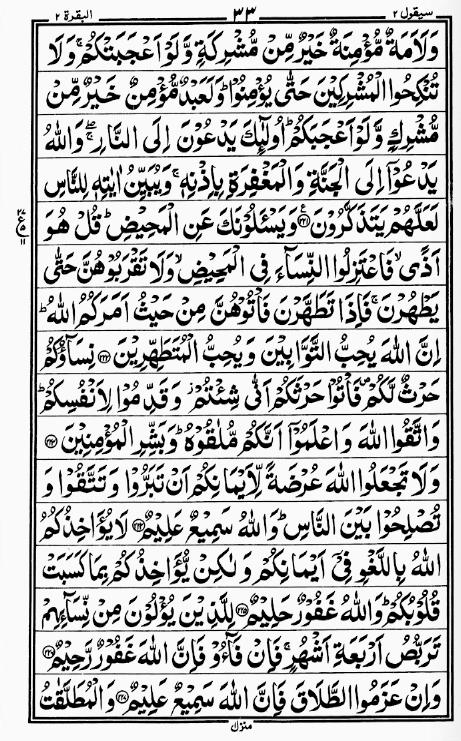 سيقول ٢ ٣٣ البقرة ٢
وَلَاَمَةٌ مُّؤْمِنَةٌ خَيْرٌ مِّنْ مُّشْرِكَةٍ وَّلَوْ اَعْجَبَتْكُمْ ۚ وَلَا
تُنْكِحُوا الْمُشْرِكِيْنَ حَتّٰى يُؤْمِنُوْا ؕ وَلَعَبْدٌ مُّؤْمِنٌ خَيْرٌ مِّنْ
مُّشْرِكٍ وَّلَوْ اَعْجَبَكُمْ ؕ اُولٰٓئِكَ يَدْعُوْنَ اِلَى النَّارِ ۖۚ وَاللّٰهُ
يَدْعُوْٓا اِلَى الْجَنَّةِ وَالْمَغْفِرَةِ بِاِذْنِهٖ ۚ وَيُبَيِّنُ اٰيٰتِهٖ لِلنَّاسِ
لَعَلَّهُمْ يَتَذَكَّرُوْنَ ﴿٢٢١﴾ وَيَسْـَٔلُوْنَكَ عَنِ الْمَحِيْضِ ؕ قُلْ هُوَ
اَذًى ۙ فَاعْتَزِلُوا النِّسَآءَ فِى الْمَحِيْضِ ۙ وَلَا تَقْرَبُوْهُنَّ حَتّٰى
يَطْهُرْنَ ۚ فَاِذَا تَطَهَّرْنَ فَاْتُوْهُنَّ مِنْ حَيْثُ اَمَرَكُمُ اللّٰهُ ؕ
اِنَّ اللّٰهَ يُحِبُّ التَّوَّابِيْنَ وَيُحِبُّ الْمُتَطَهِّرِيْنَ ﴿٢٢٢﴾ نِسَآؤُكُمْ
حَرْثٌ لَّكُمْ ۪ فَاْتُوْا حَرْثَكُمْ اَنّٰى شِئْتُمْ ۫ وَقَدِّمُوْا لِاَنْفُسِكُمْ ؕ
وَاتَّقُوا اللّٰهَ وَاعْلَمُوْٓا اَنَّكُمْ مُّلٰقُوْهُ ؕ وَبَشِّرِ الْمُؤْمِنِيْنَ ﴿٢٢٣﴾
وَلَا تَجْعَلُوا اللّٰهَ عُرْضَةً لِّاَيْمَانِكُمْ اَنْ تَبَرُّوْا وَتَتَّقُوْا وَ
تُصْلِحُوْا بَيْنَ النَّاسِ ؕ وَاللّٰهُ سَمِيْعٌ عَلِيْمٌ ﴿٢٢٤﴾ لَا يُؤَاخِذُكُمُ
اللّٰهُ بِاللَّغْوِ فِىْٓ اَيْمَانِكُمْ وَلٰكِنْ يُّؤَاخِذُكُمْ بِمَا كَسَبَتْ
قُلُوْبُكُمْ ؕ وَاللّٰهُ غَفُوْرٌ حَلِيْمٌ ﴿٢٢٥﴾ لِلَّذِيْنَ يُؤْلُوْنَ مِنْ نِّسَآئِهِمْ
تَرَبُّصُ اَرْبَعَةِ اَشْهُرٍ ۚ فَاِنْ فَآءُوْ فَاِنَّ اللّٰهَ غَفُوْرٌ رَّحِيْمٌ ﴿٢٢٦﴾
وَاِنْ عَزَمُوا الطَّلَاقَ فَاِنَّ اللّٰهَ سَمِيْعٌ عَلِيْمٌ ﴿٢٢٧﴾ وَالْمُطَلَّقٰتُ
منزل